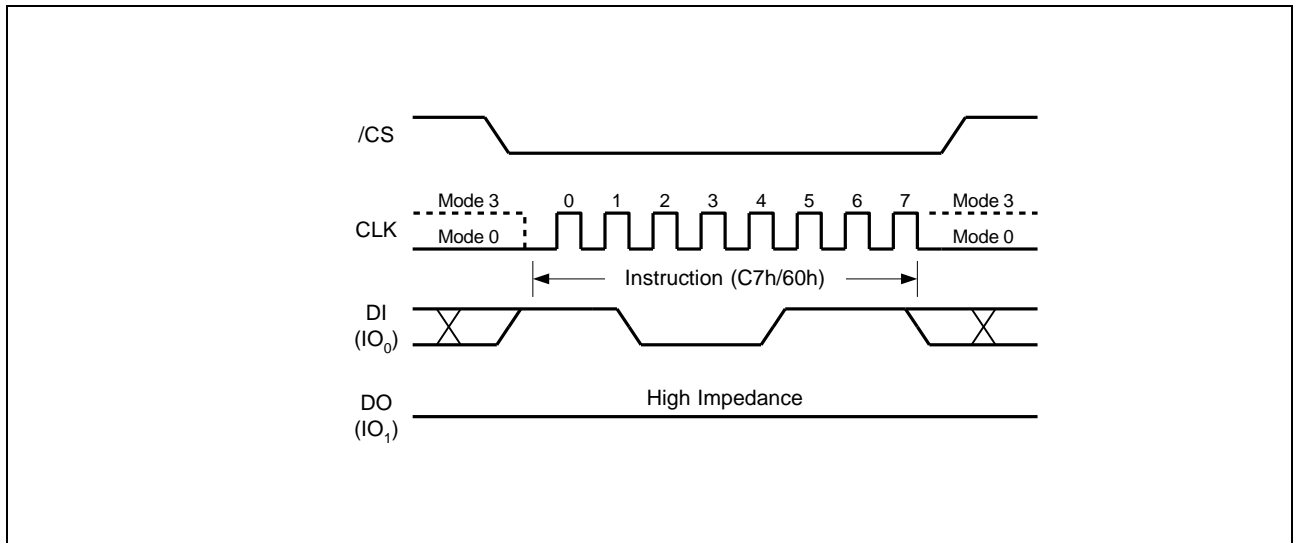 /CS
Mode 3 0 1 2 3 4 5 6 7 Mode 3
CLK
Mode 0 Mode 0
Instruction (C7h/60h)
DI
(IO₀)
High Impedance
DO
(IO₁)